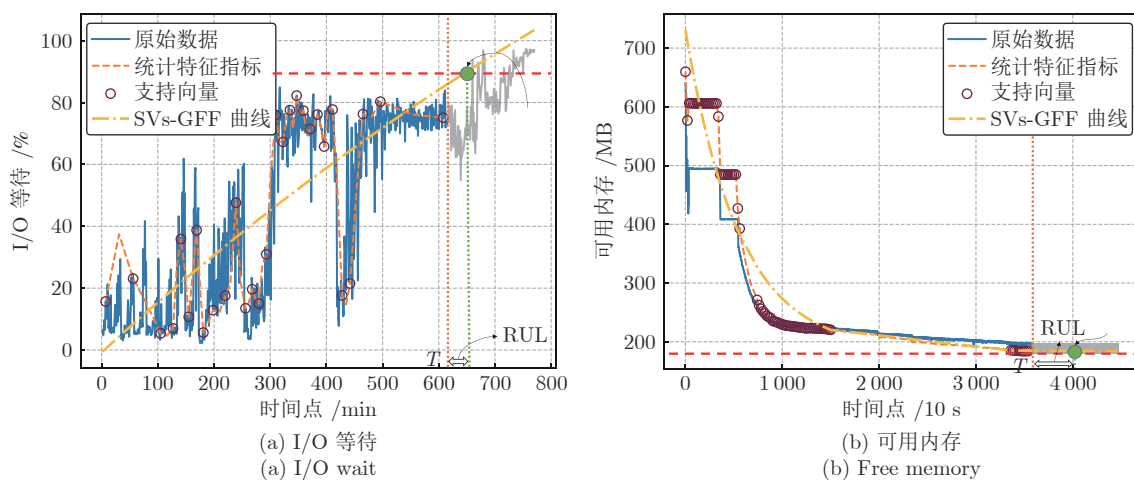 100
80
60
40
20
0
I/O 等待 /%
原始数据
统计特征指标
支持向量
SVs-GFF 曲线
T
RUL
0 100 200 300 400 500 600 700 800
时间点 /min
(a) I/O 等待
(a) I/O wait
700
600
500
400
300
200
可用内存 /MB
原始数据
统计特征指标
支持向量
SVs-GFF 曲线
RUL
T
0 1 000 2 000 3 000 4 000
时间点 /10 s
(b) 可用内存
(b) Free memory